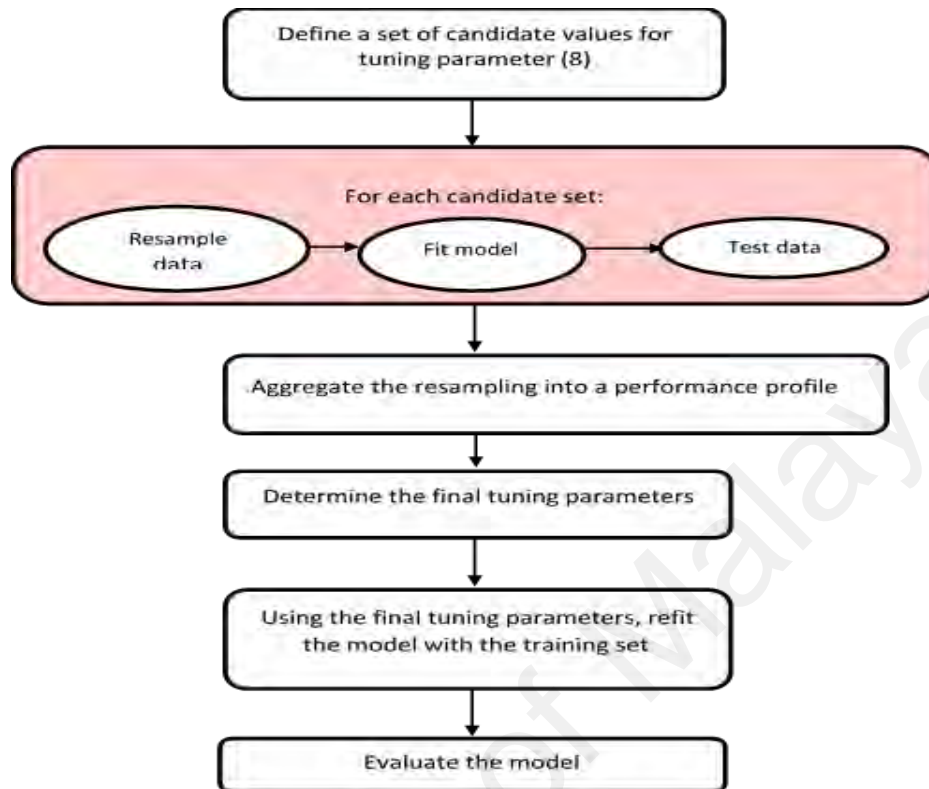 Define a set of candidate values for
tuning parameter (8)
For each candidate set:
Resample
data
Fit model
Test data
Aggregate the resampling into a performance profile
Determine the final tuning parameters
Using the final tuning parameters, refit
the model with the training set
Evaluate the model
of Malaya